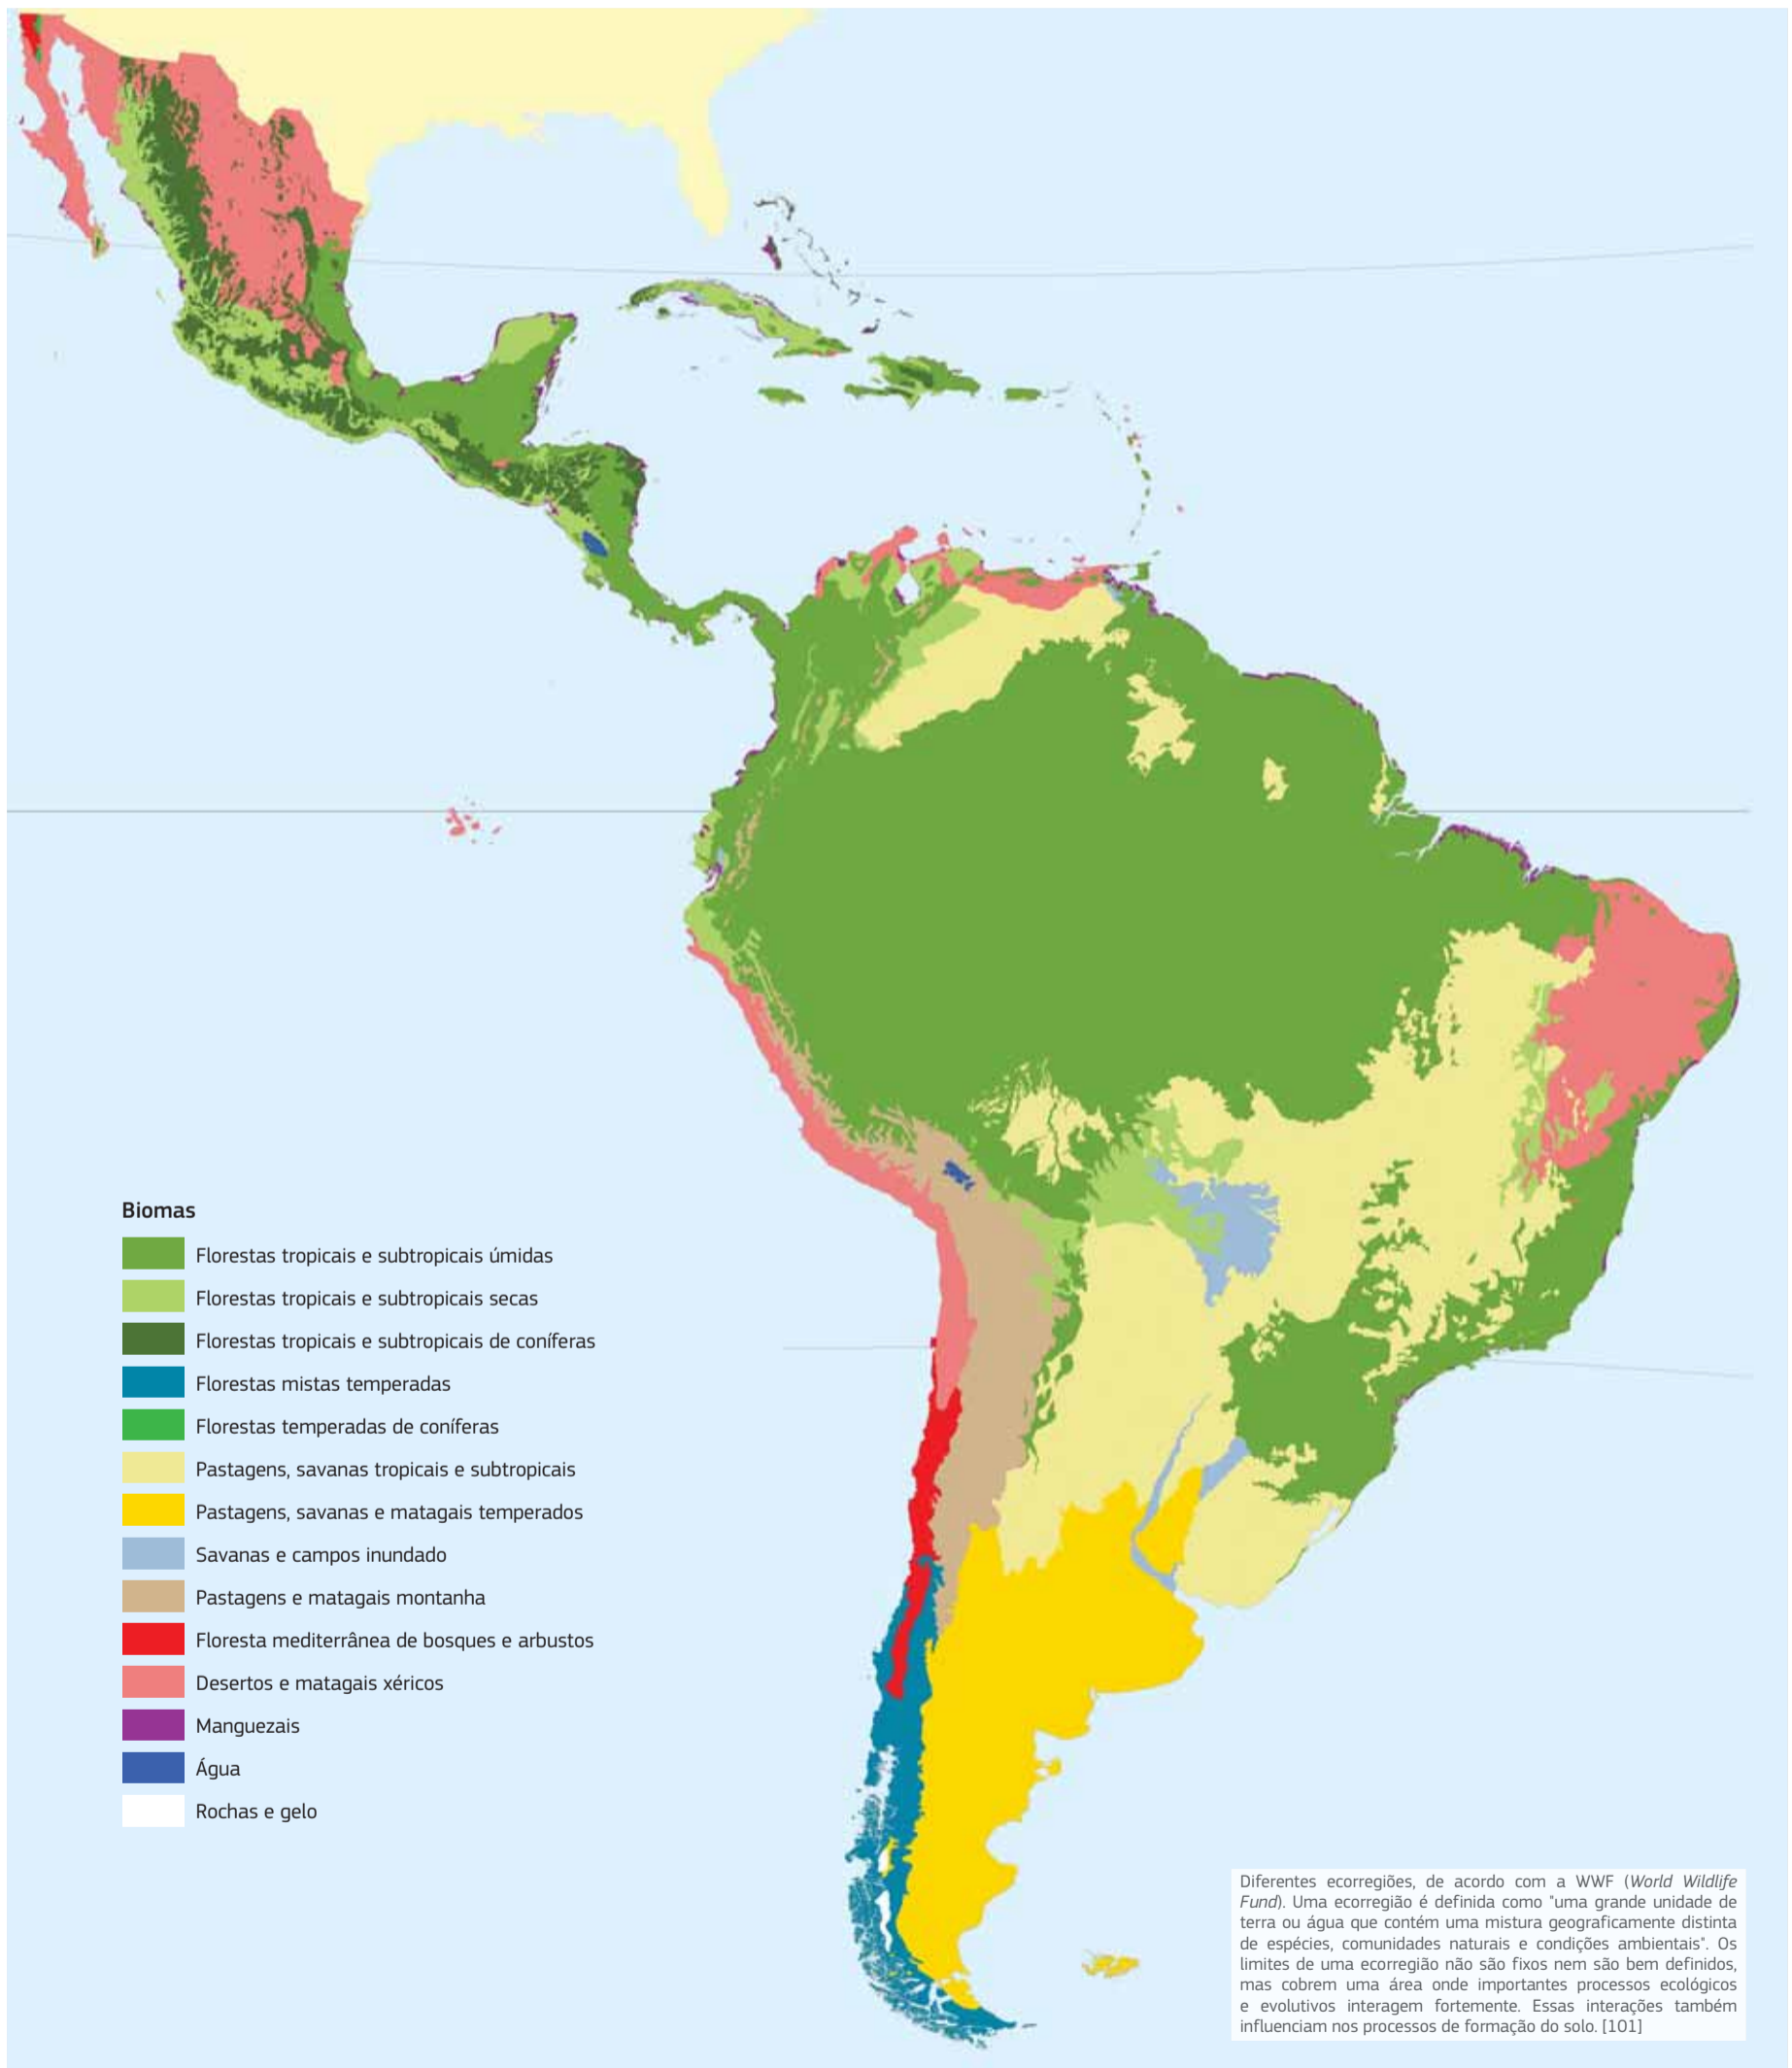 Biomas
Florestas tropicais e subtropicais úmidas
Florestas tropicais e subtropicais secas
Florestas tropicais e subtropicais de coníferas
Florestas mistas temperadas
Florestas temperadas de coníferas
Pastagens, savanas tropicais e subtropicais
Pastagens, savanas e matagais temperados
Savanas e campos inundado
Pastagens e matagais montanha
Floresta mediterrânea de bosques e arbustos
Desertos e matagais xéricos
Manguezais
Água
Rochas e gelo
Diferentes ecorregiões, de acordo com a WWF (World Wildlife
Fund). Uma ecorregião é definida como "uma grande unidade de
terra ou água que contém uma mistura geograficamente distinta
de espécies, comunidades naturais e condições ambientais". Os
limites de uma ecorregião não são fixos nem são bem definidos,
mas cobrem uma área onde importantes processos ecológicos
e evolutivos interagem fortemente. Essas interações também
influenciam nos processos de formação do solo. [101]